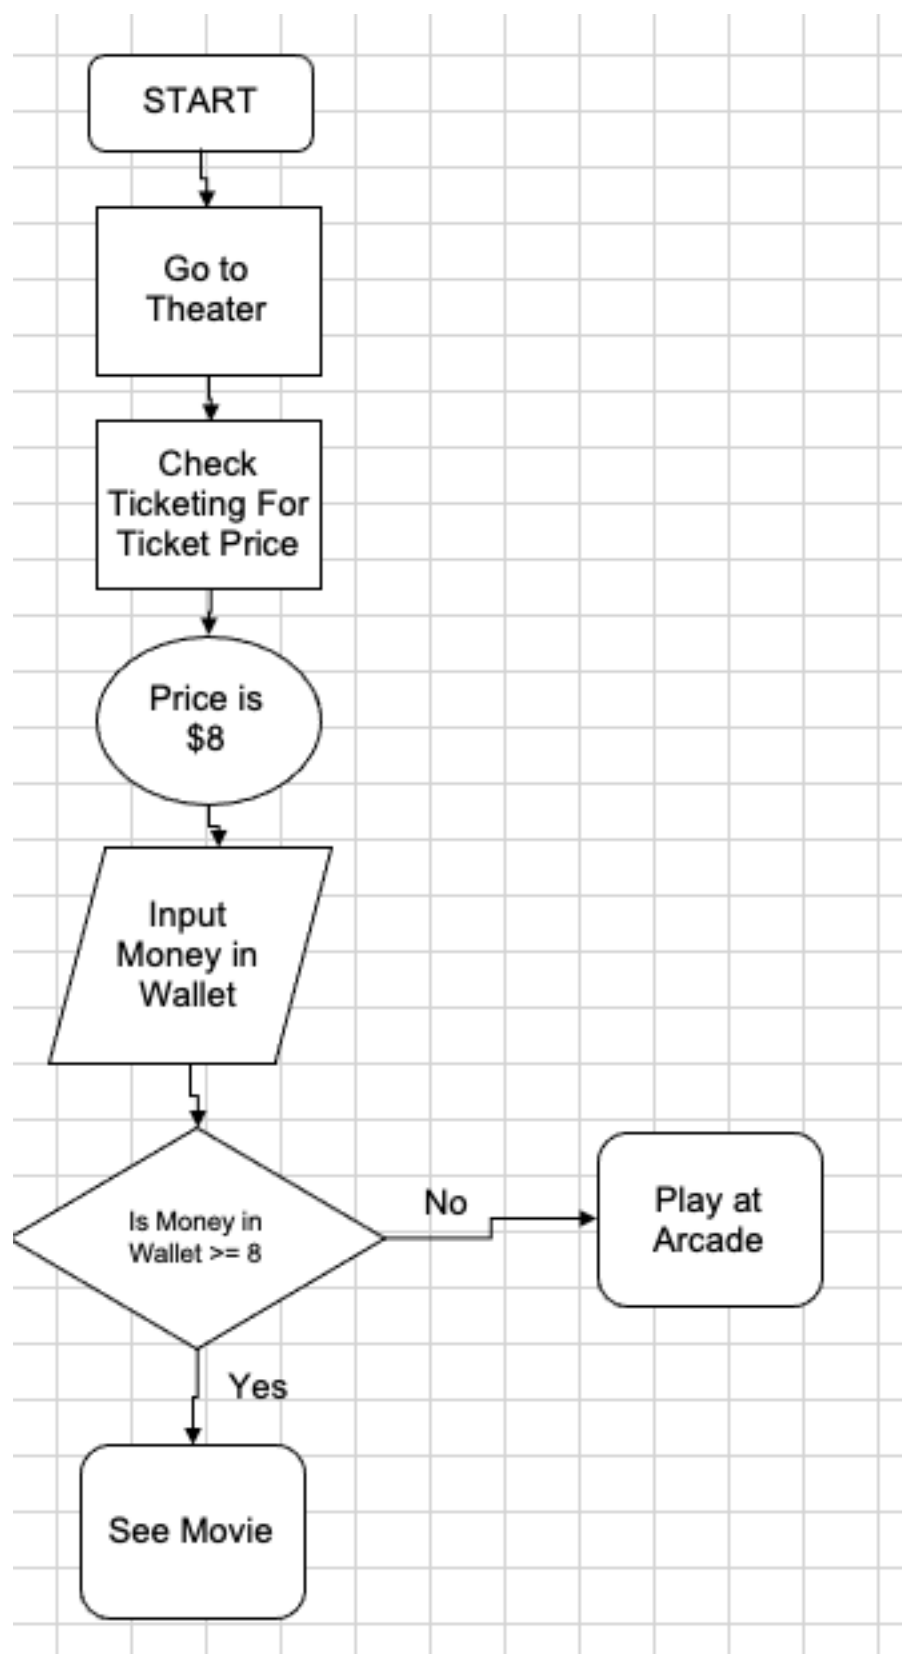 START
Go to
Theater
Check
Ticketing For
Ticket Price
Price is
$8
Input
Money in
Wallet
Is Money in
Wallet >= 8
No
Play at
Arcade
Yes
See Movie